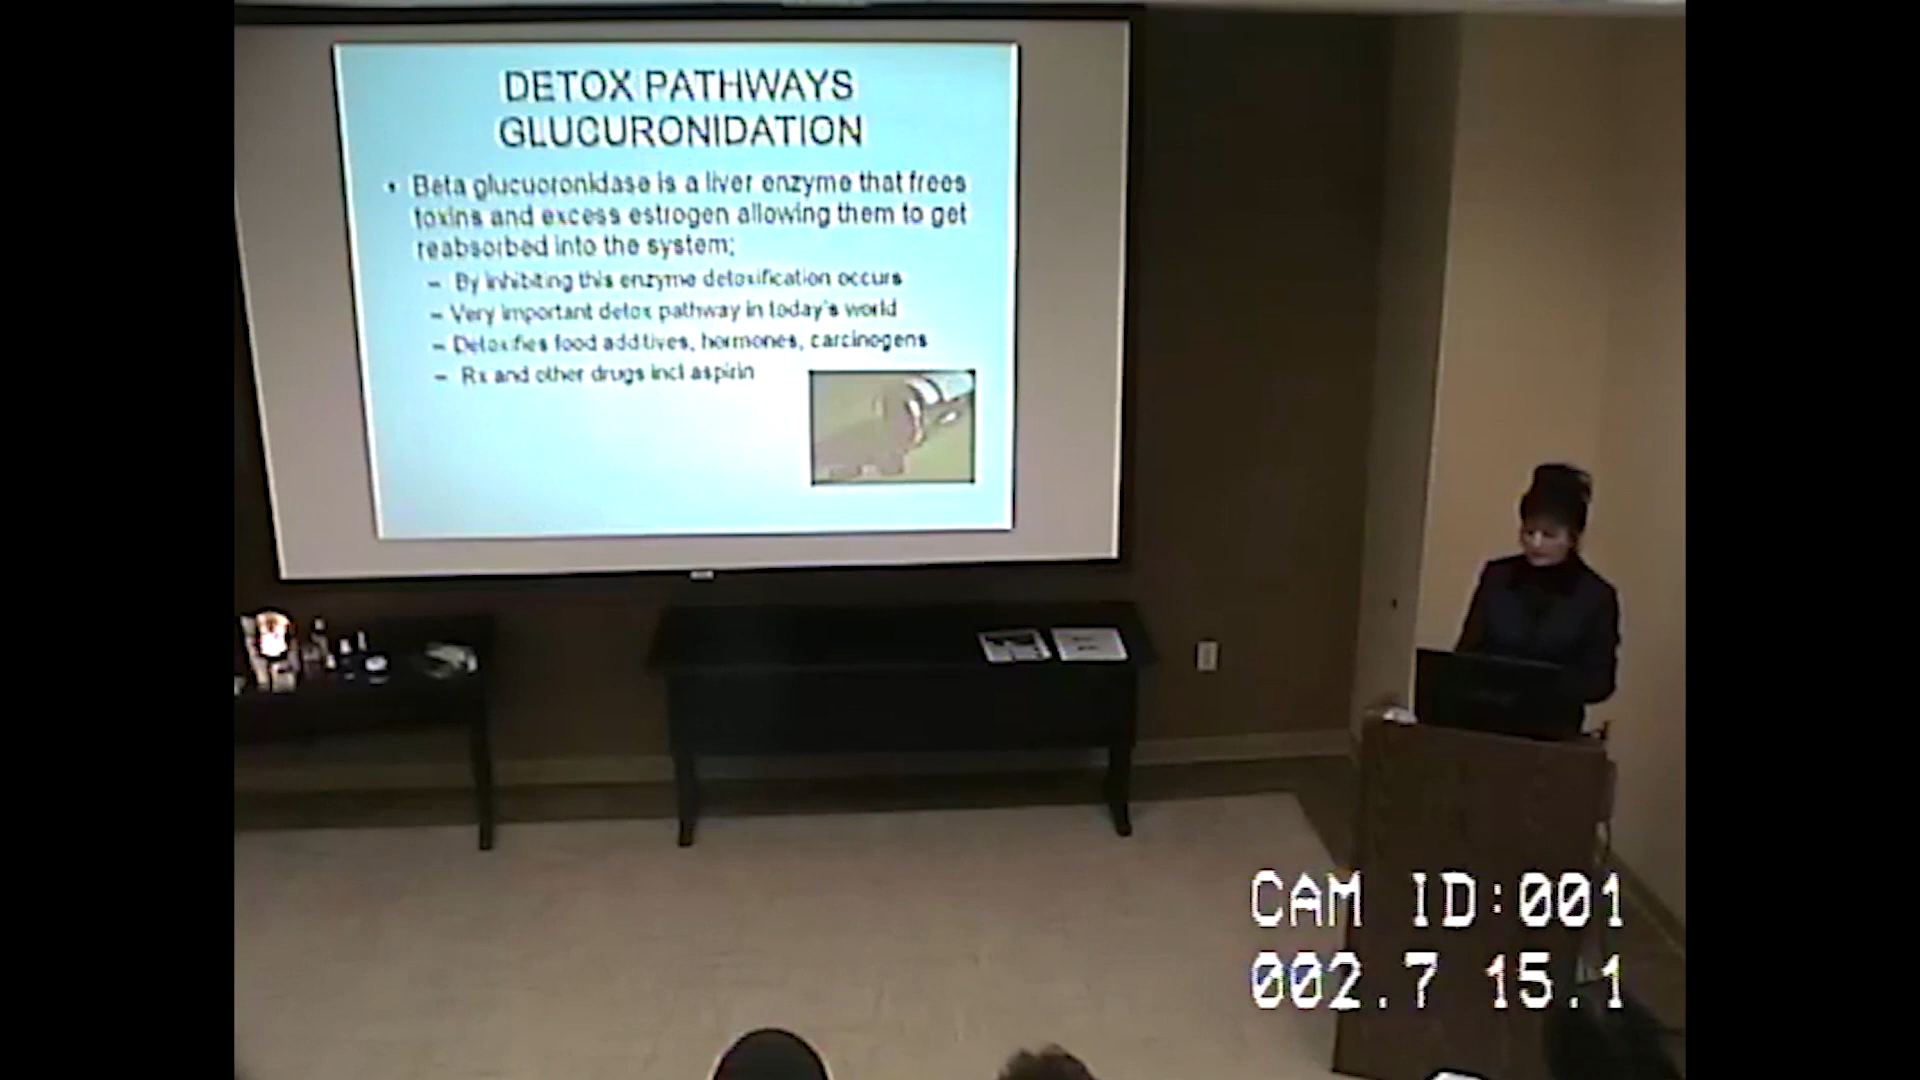 DETOX PATHWAYS
GLUCURONIDATION
• Beta glucuoronidase is a liver enzyme that frees
toxins and excess estrogen allowing them to get
reabsorbed into the system;
– By inhibiting this enzyme detoxification occurs
– Very important detox pathway in today's world
– Detoxifies food additives, hormones, carcinogens
– Rx and other drugs incl aspirin
CAM ID:001
002.7 15.1